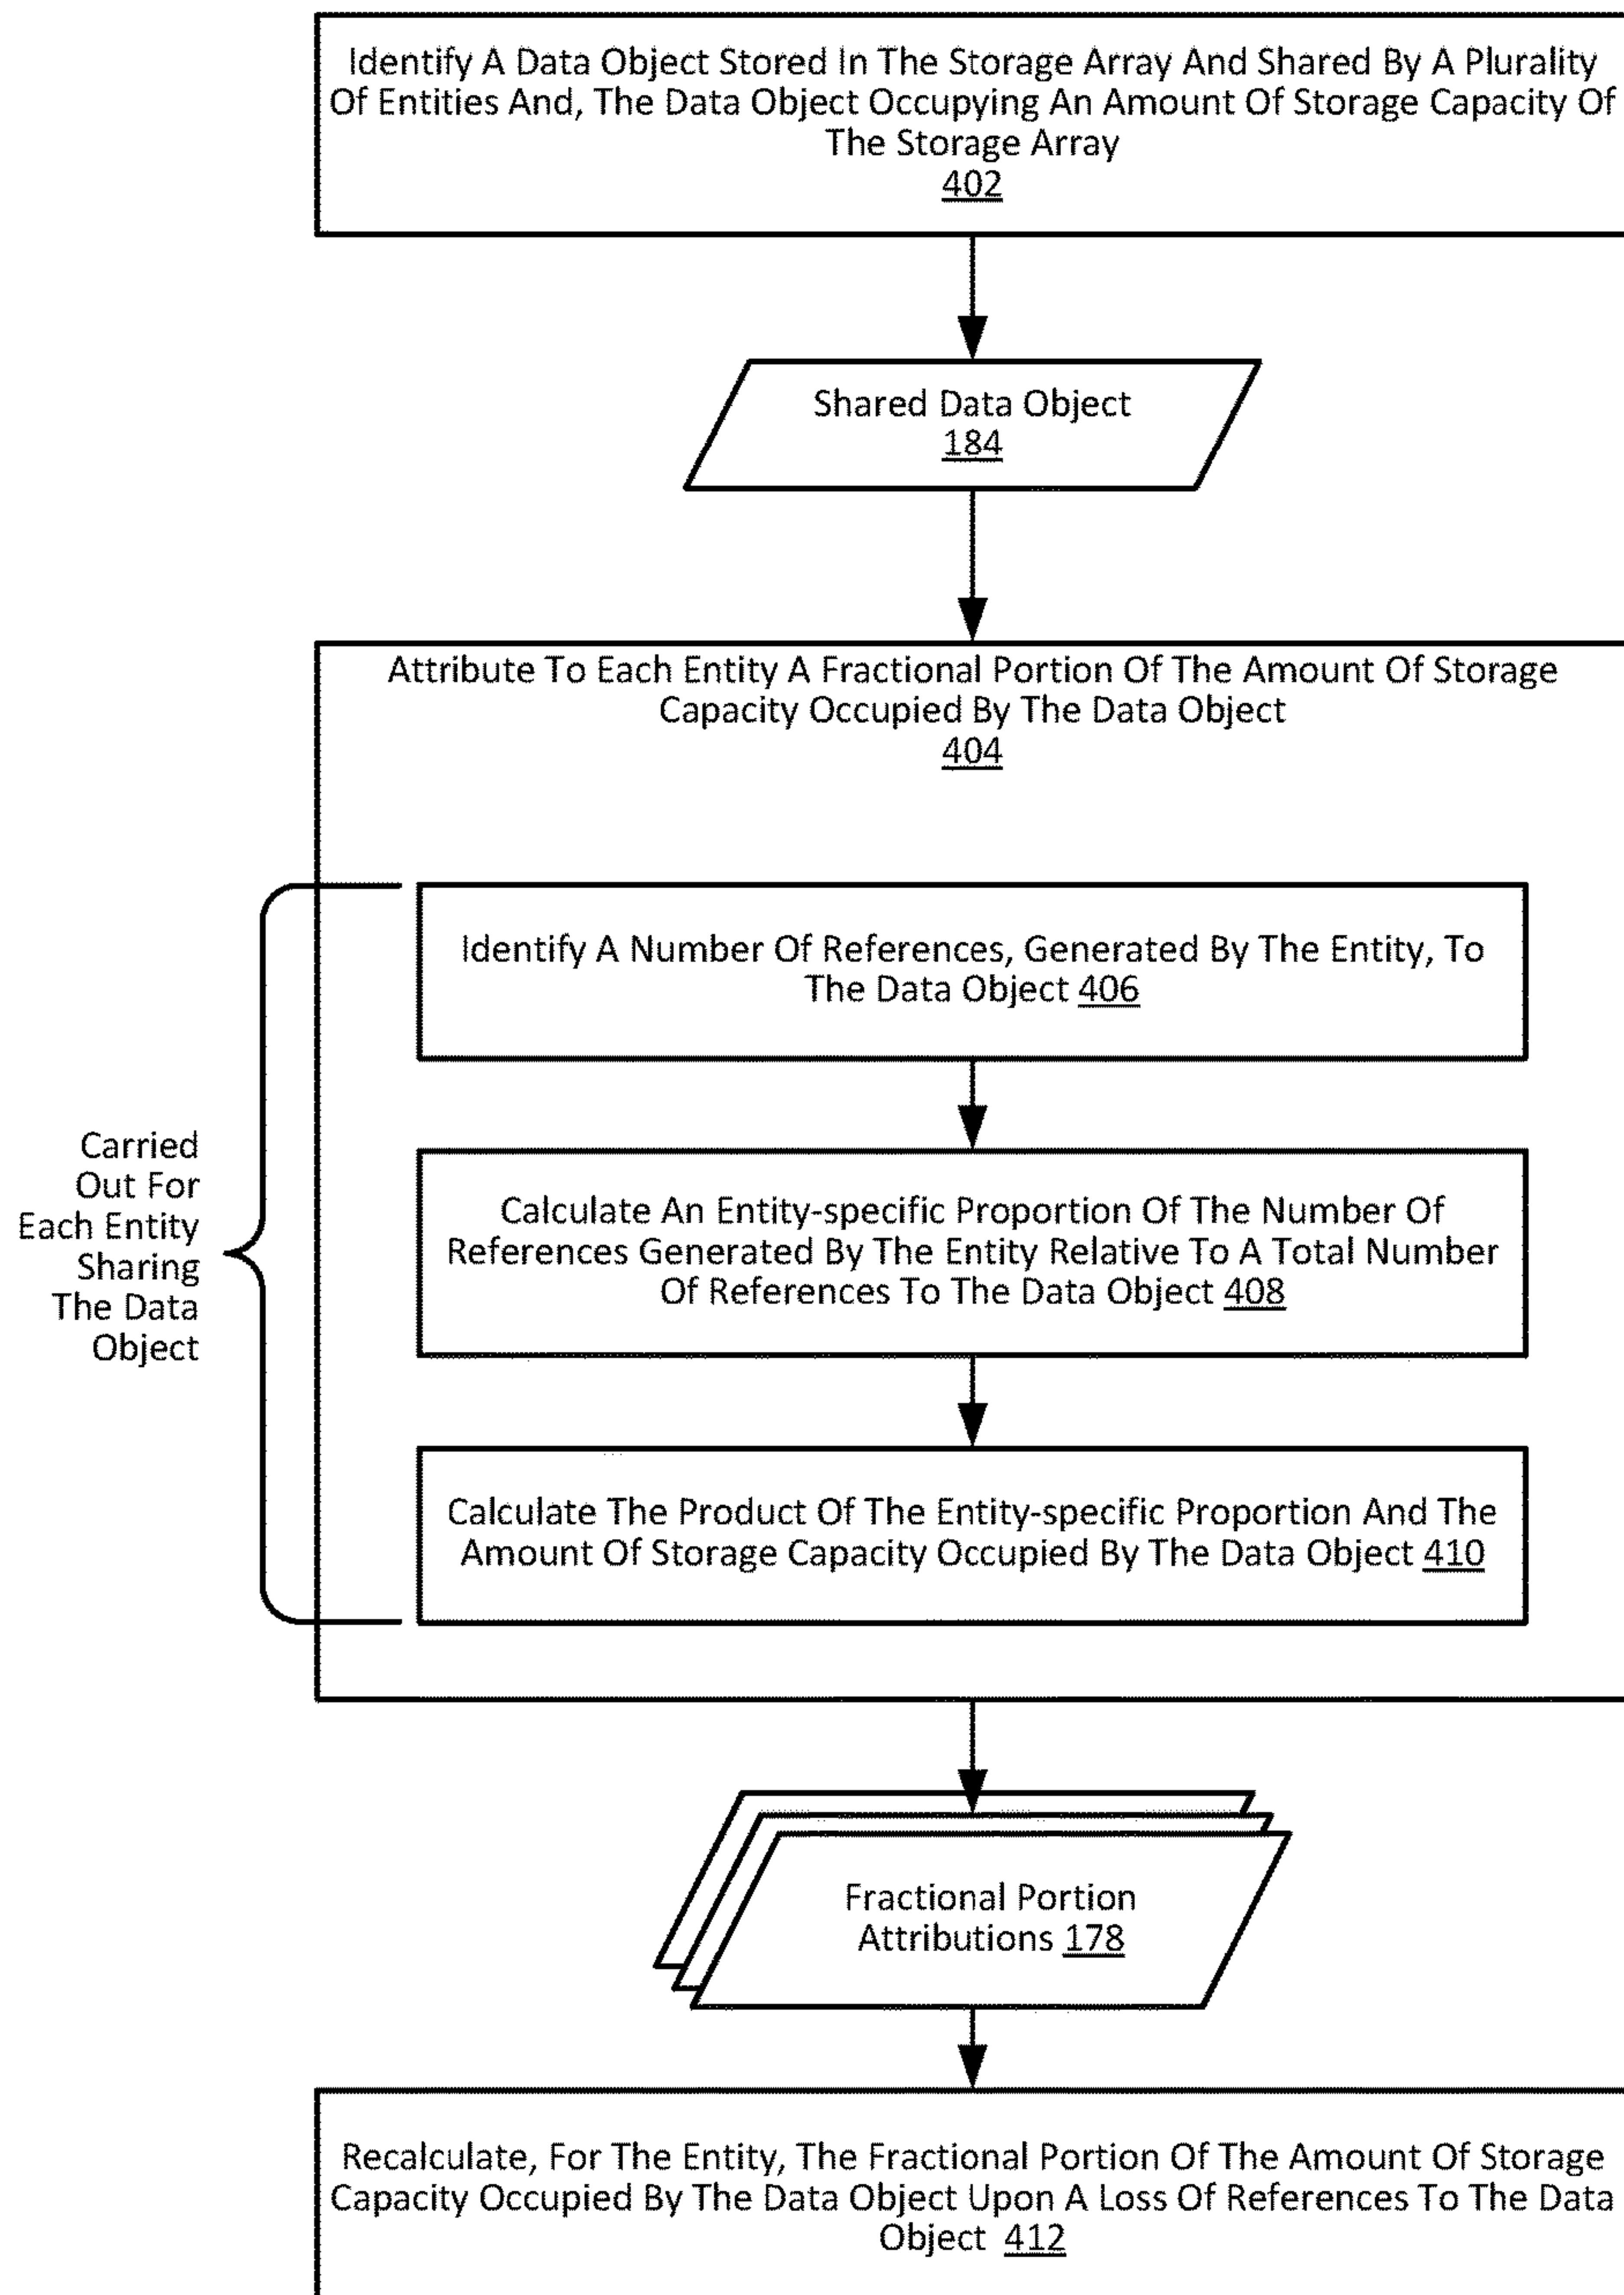 Identify A Data Object Stored In The Storage Array And Shared By A Plurality
Of Entities And, The Data Object Occupying An Amount Of Storage Capacity Of
The Storage Array
402
Shared Data Object
184
Attribute To Each Entity A Fractional Portion Of The Amount Of Storage
Capacity Occupied By The Data Object
404
Identify A Number Of References, Generated By The Entity, To
The Data Object 406
Carried
Out For
Each Entity
Sharing
The Data
Object
Calculate An Entity-specific Proportion Of The Number Of
References Generated By The Entity Relative To A Total Number
Of References To The Data Object 408
Calculate The Product Of The Entity-specific Proportion And The
Amount Of Storage Capacity Occupied By The Data Object 410
Fractional Portion
Attributions 178
Recalculate, For The Entity, The Fractional Portion Of The Amount Of Storage
Capacity Occupied By The Data Object Upon A Loss Of References To The Data
Object 412